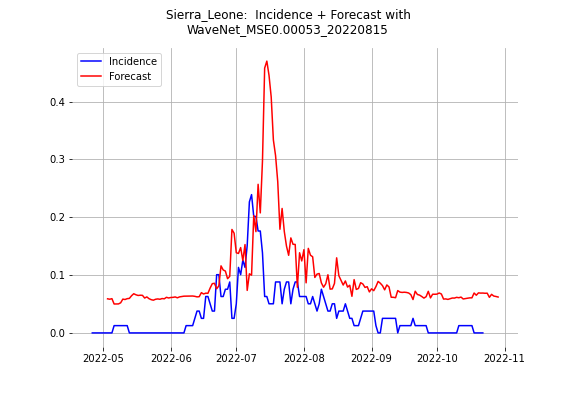 Sierra_Leone:  Incidence + Forecast with
WaveNet_MSE0.00053_20220815
Incidence
Forecast
0.4
0.3
0.2
0.1
0.0
2022-05 2022-06 2022-07 2022-08 2022-09 2022-10 2022-11